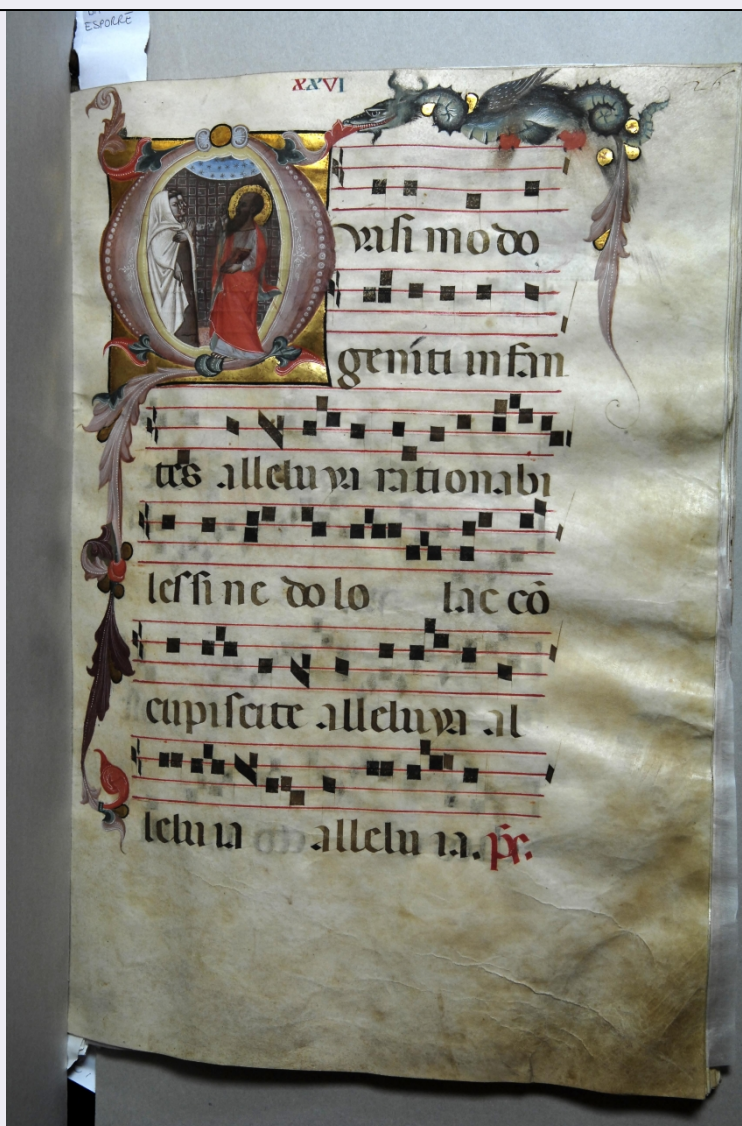 ESPORRE
XXVI
26
Quasi modo
geniti infan
tes alleluya rationabi
les sine dolo lac cō
cupiscite alleluya al
leluia alleluia. ps.